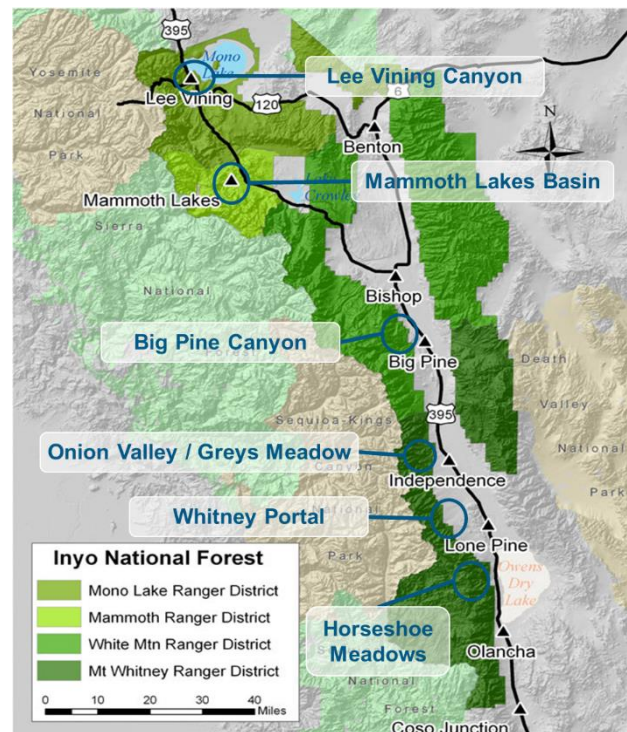 395
Mono
Lake
Lee Vining Canyon
Yosemite
National
Park
Lee Vining
120
6
Benton
N
Mammoth Lakes Basin
Mammoth Lakes
Lake
Crowley
Sierra
National
Forest
Bishop
Big Pine Canyon
Big Pine
Death
Valley
National
Park
395
Sequoia-Kings
Canyon
National
Park
Onion Valley / Greys Meadow
Independence
Whitney Portal
Lone Pine
Owens
Dry
Lake
Horseshoe
Meadows
Olancha
National
Forest
Coso Junction
Inyo National Forest
Mono Lake Ranger District
Mammoth Ranger District
White Mtn Ranger District
Mt Whitney Ranger District
0 5 10 20 30 40
Miles